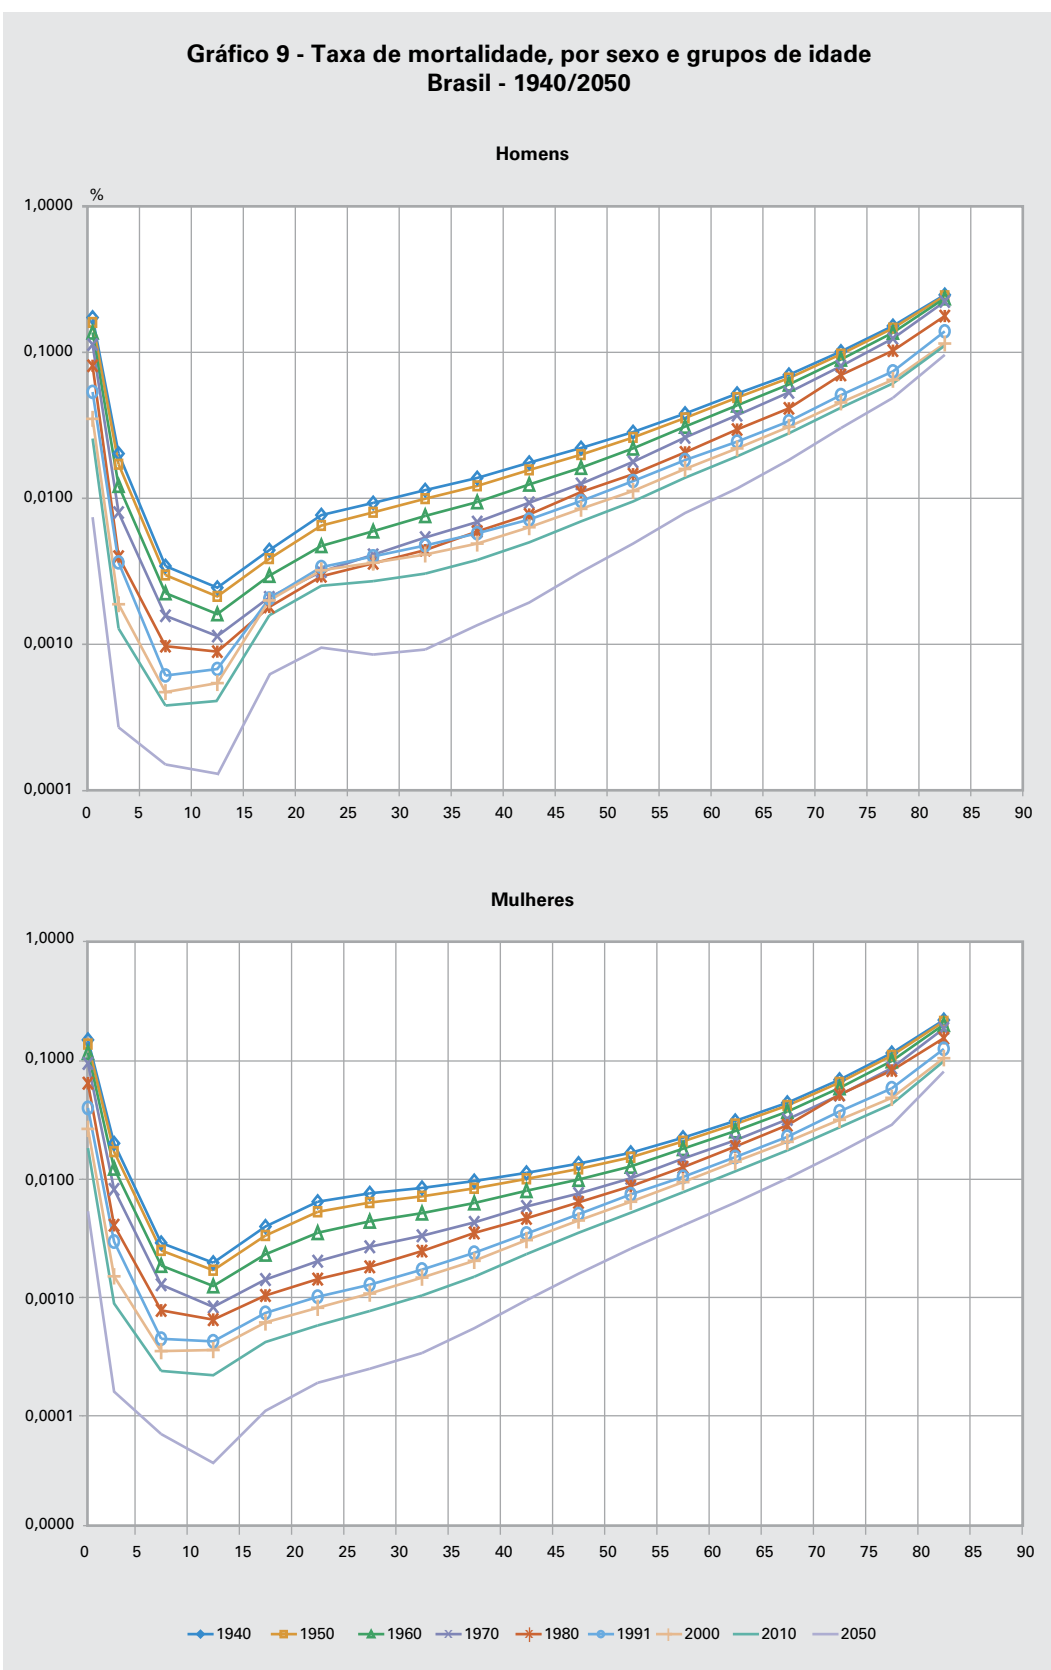 Gráfico 9 - Taxa de mortalidade, por sexo e grupos de idade
Brasil - 1940/2050
Homens
%
1,0000
0,1000
0,0100
0,0010
0,0001
0 5 10 15 20 25 30 35 40 45 50 55 60 65 70 75 80 85 90
Mulheres
1,0000
0,1000
0,0100
0,0010
0,0001
0,0000
0 5 10 15 20 25 30 35 40 45 50 55 60 65 70 75 80 85 90
1940 1950 1960 1970 1980 1991 2000 2010 2050